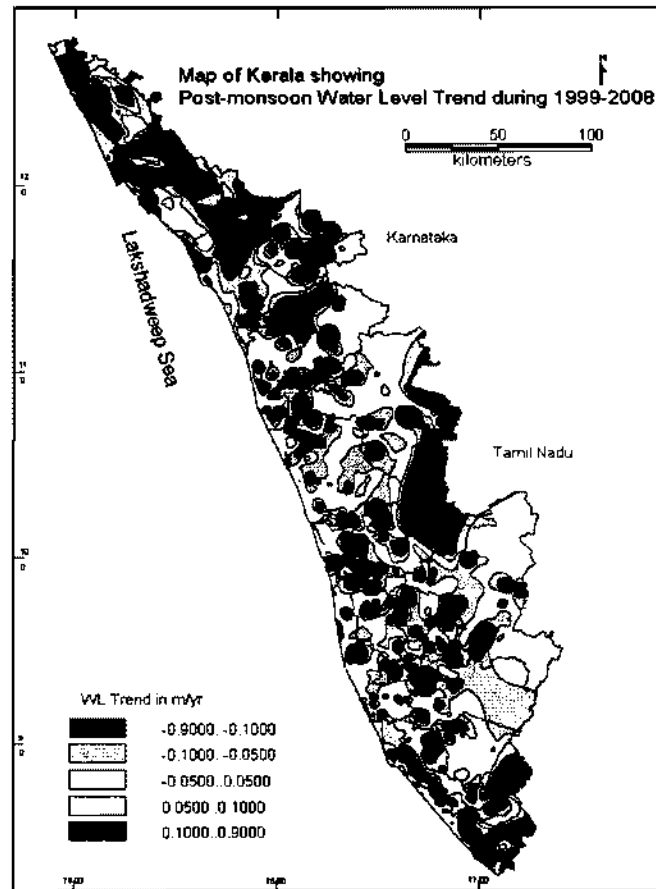 Map of Kerala showing
Post-monsoon Water Level Trend during 1999-2008
0 50 100
kilometers
Karnataka
Lakshadweep Sea
Tamil Nadu
WL Trend in m/yr
-0.9000..-0.1000
-0.1000..-0.0500
-0.0500..0.0500
0.0500..0.1000
0.1000..0.9000